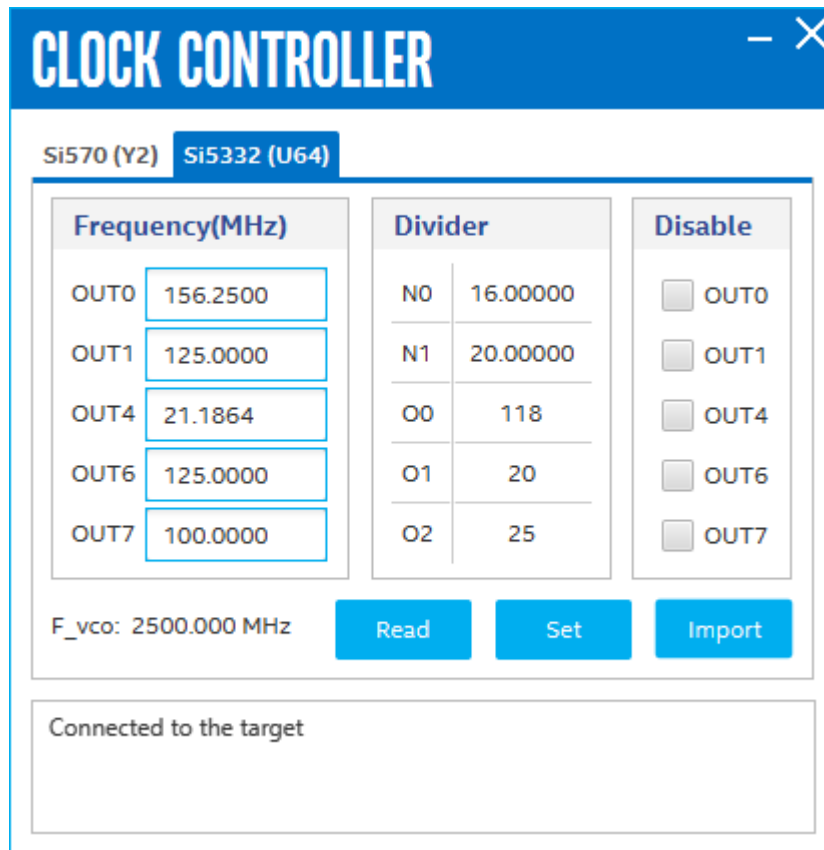 CLOCK CONTROLLER
Si570 (Y2) Si5332 (U64)
Frequency(MHz) Divider Disable
OUT0 156.2500 N0 16.00000 OUT0
OUT1 125.0000 N1 20.00000 OUT1
OUT4 21.1864 O0 118 OUT4
OUT6 125.0000 O1 20 OUT6
OUT7 100.0000 O2 25 OUT7
F_vco: 2500.000 MHz Read Set Import
Connected to the target